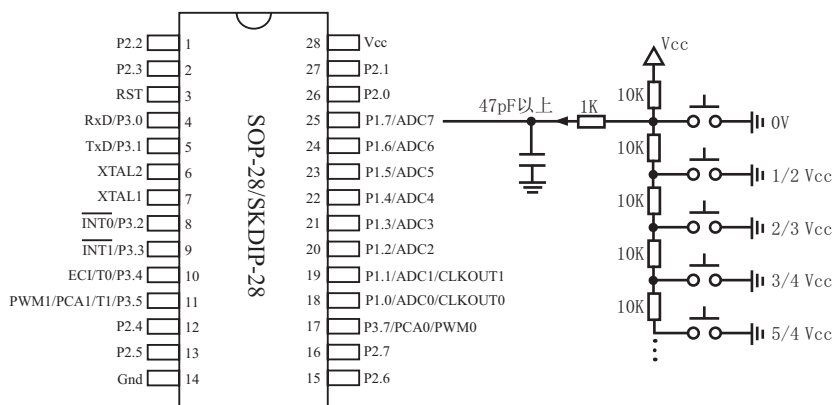 P2.2 1 28 Vcc
P2.3 2 27 P2.1
RST 3 26 P2.0
RxD/P3.0 4 25 P1.7/ADC7
TxD/P3.1 5 24 P1.6/ADC6
XTAL2 6 23 P1.5/ADC5
XTAL1 7 22 P1.4/ADC4
INT0/P3.2 8 21 P1.3/ADC3
INT1/P3.3 9 20 P1.2/ADC2
ECI/T0/P3.4 10 19 P1.1/ADC1/CLKOUT1
PWM1/PCA1/T1/P3.5 11 18 P1.0/ADC0/CLKOUT0
P2.4 12 17 P3.7/PCA0/PWM0
P2.5 13 16 P2.7
Gnd 14 15 P2.6
SOP-28/SKDIP-28
47pF以上
1K
Vcc
10K
0V
10K
1/2 Vcc
10K
2/3 Vcc
10K
3/4 Vcc
10K
5/4 Vcc